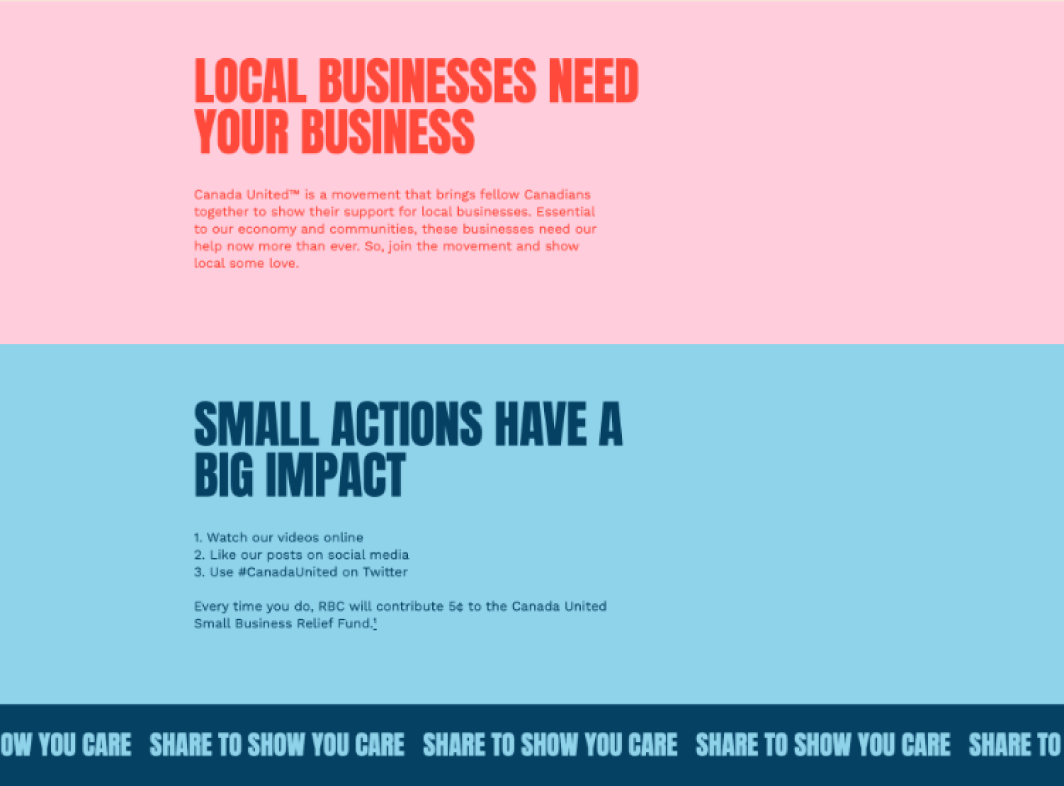 LOCAL BUSINESSES NEED
YOUR BUSINESS
Canada United™ is a movement that brings fellow Canadians
together to show their support for local businesses. Essential
to our economy and communities, these businesses need our
help now more than ever. So, join the movement and show
local some love.
SMALL ACTIONS HAVE A
BIG IMPACT
1. Watch our videos online
2. Like our posts on social media
3. Use #CanadaUnited on Twitter
Every time you do, RBC will contribute 5¢ to the Canada United
Small Business Relief Fund.¹
OW YOU CARE SHARE TO SHOW YOU CARE SHARE TO SHOW YOU CARE SHARE TO SHOW YOU CARE SHARE TO